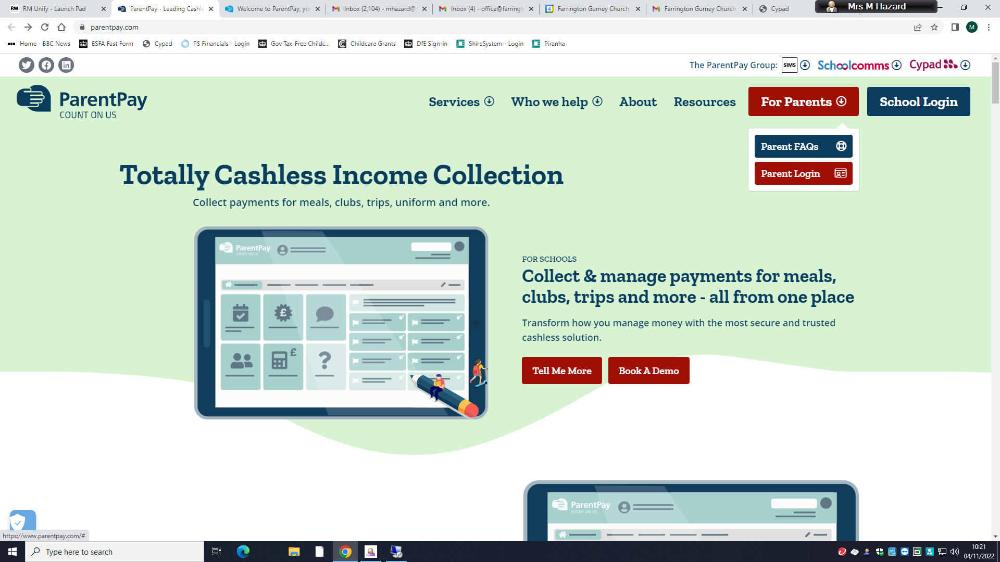 RM Unify - Launch Pad
ParentPay - Leading Cashle
Welcome to ParentPay, you
Inbox (2,104) - mhazard@f
Inbox (4) - office@farringt
Farrington Gurney Church
Farrington Gurney Church
Cypad
Mrs M Hazard
parentpay.com
M
Home - BBC News
ESFA Fast Form
Cypad
PS Financials - Login
Gov Tax-Free Childc...
Childcare Grants
DfE Sign-in
ShireSystem - Login
Piranha
The ParentPay Group:
SIMS
Schoolcomms
Cypad
ParentPay
COUNT ON US
Services
Who we help
About
Resources
For Parents
School Login
Parent FAQs
Parent Login
Totally Cashless Income Collection
Collect payments for meals, clubs, trips, uniform and more.
ParentPay
COUNT ON US
FOR SCHOOLS
Collect & manage payments for meals,
clubs, trips and more - all from one place
Transform how you manage money with the most secure and trusted
cashless solution.
Tell Me More
Book A Demo
ParentPay
COUNT ON US
https://www.parentpay.com/#
Type here to search
10:21
04/11/2022